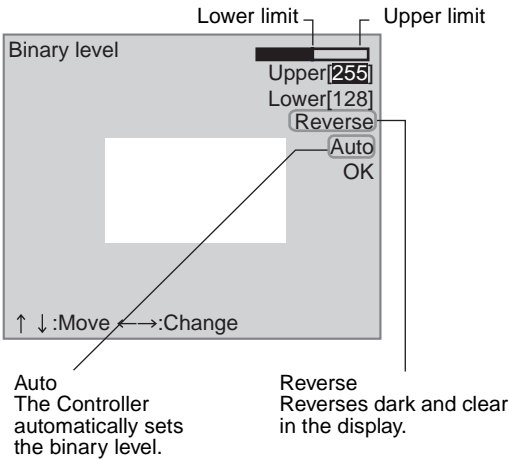 Lower limit Upper limit
Binary level
Upper[255]
Lower[128]
Reverse
Auto
OK
↑ ↓:Move ←→:Change
Auto
The Controller
automatically sets
the binary level.
Reverse
Reverses dark and clear
in the display.